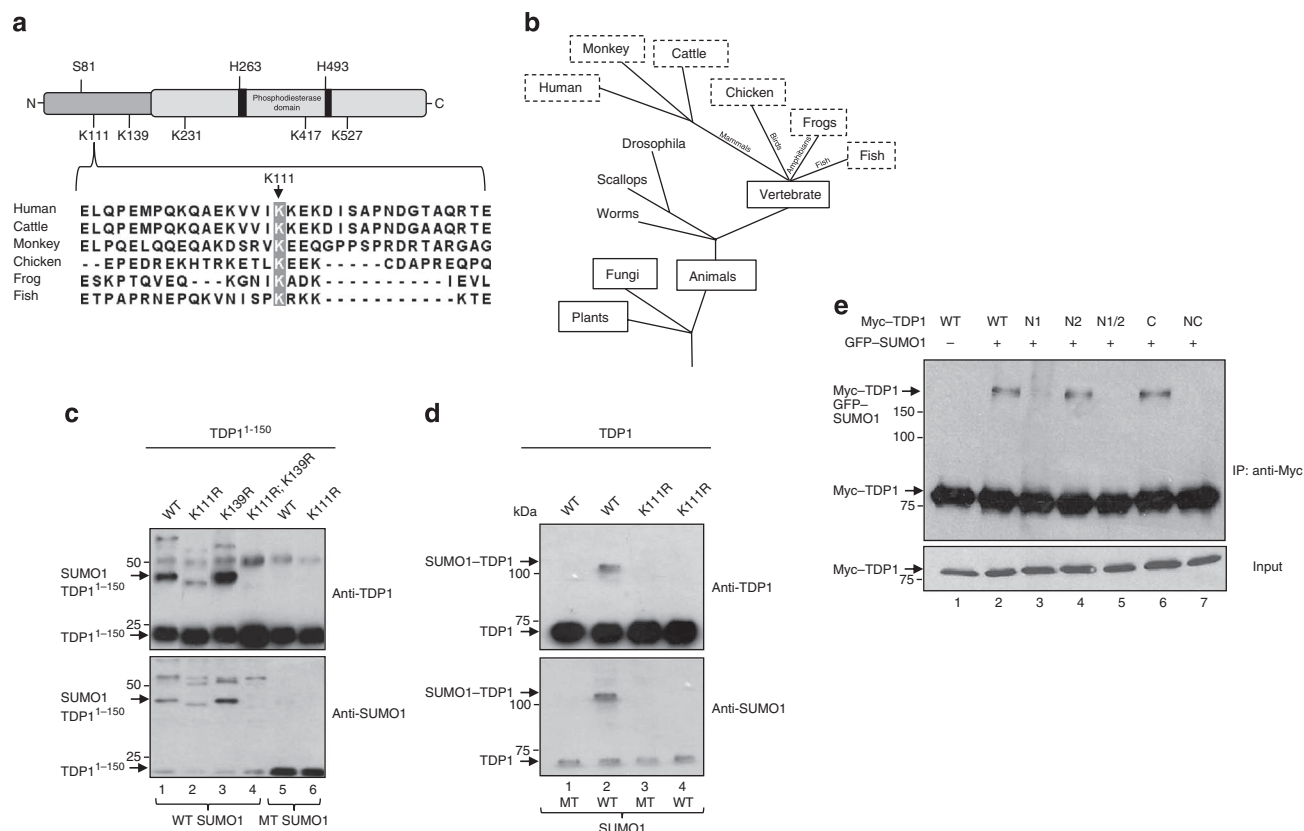 a
S81
H263
H493
N
Phosphodiesterase
domain
C
K111
K139
K231
K417
K527
K111
Human ELQPEMPQKQAEKVVIKKEKDISAPNDGTAQRTE
Cattle ELQPEMPQKQAEKVVIKKEKDISAPNDGAAQRTE
Monkey ELPQELQQEQAKDSRVKEEQGPPSPRDRTARGAG
Chicken --EPEDREKHTRKETLKEEK-----CDAPREQPQ
Frog ESKPTQVEQ---KGNIKADK----------IEVL
Fish ETPAPRNEPQKVNISPKRKK-----------KTE
b
Monkey
Cattle
Human
Chicken
Frogs
Fish
Mammals
Birds
Amphibians
Fish
Drosophila
Scallops
Worms
Vertebrate
Fungi
Animals
Plants
c
TDP1 1-150
WT K111R K139R K111R; K139R WT K111R
50
SUMO1
TDP1 1–150
25
TDP1 1–150
Anti-TDP1
50
SUMO1
TDP1 1–150
25
TDP1 1–150
Anti-SUMO1
1 2 3 4 5 6
WT SUMO1 MT SUMO1
d
TDP1
kDa
WT WT K111R K111R
SUMO1–TDP1
100
75
TDP1
Anti-TDP1
SUMO1–TDP1
100
75
TDP1
Anti-SUMO1
1 2 3 4
MT WT MT WT
SUMO1
e
Myc–TDP1 WT WT N1 N2 N1/2 C NC
GFP–SUMO1 – + + + + + +
Myc–TDP1
GFP–
SUMO1
150
100
Myc–TDP1
75
IP: anti-Myc
Myc–TDP1
75
Input
1 2 3 4 5 6 7